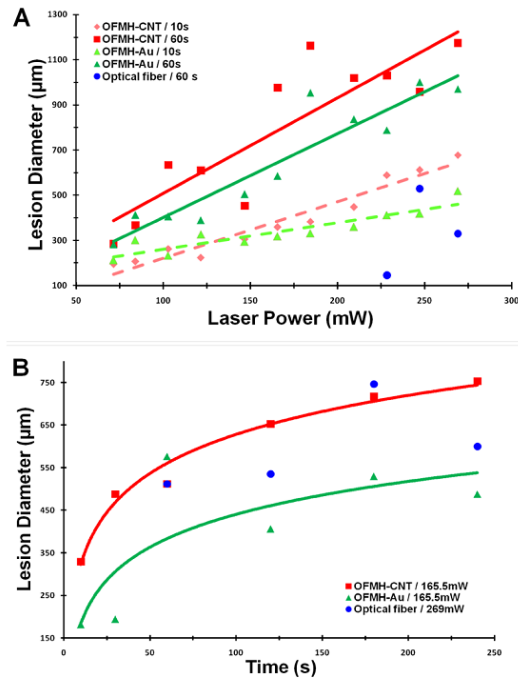 A
OFMH-CNT / 10s
OFMH-CNT / 60s
OFMH-Au / 10s
OFMH-Au / 60s
Optical fiber / 60 s
1300
1100
900
700
500
300
100
Lesion Diameter (µm)
50
100
150
200
250
300
Laser Power (mW)
B
750
650
550
450
350
250
150
Lesion Diameter (µm)
OFMH-CNT / 165.5mW
OFMH-Au / 165.5mW
Optical fiber / 269mW
0
50
100
150
200
250
Time (s)